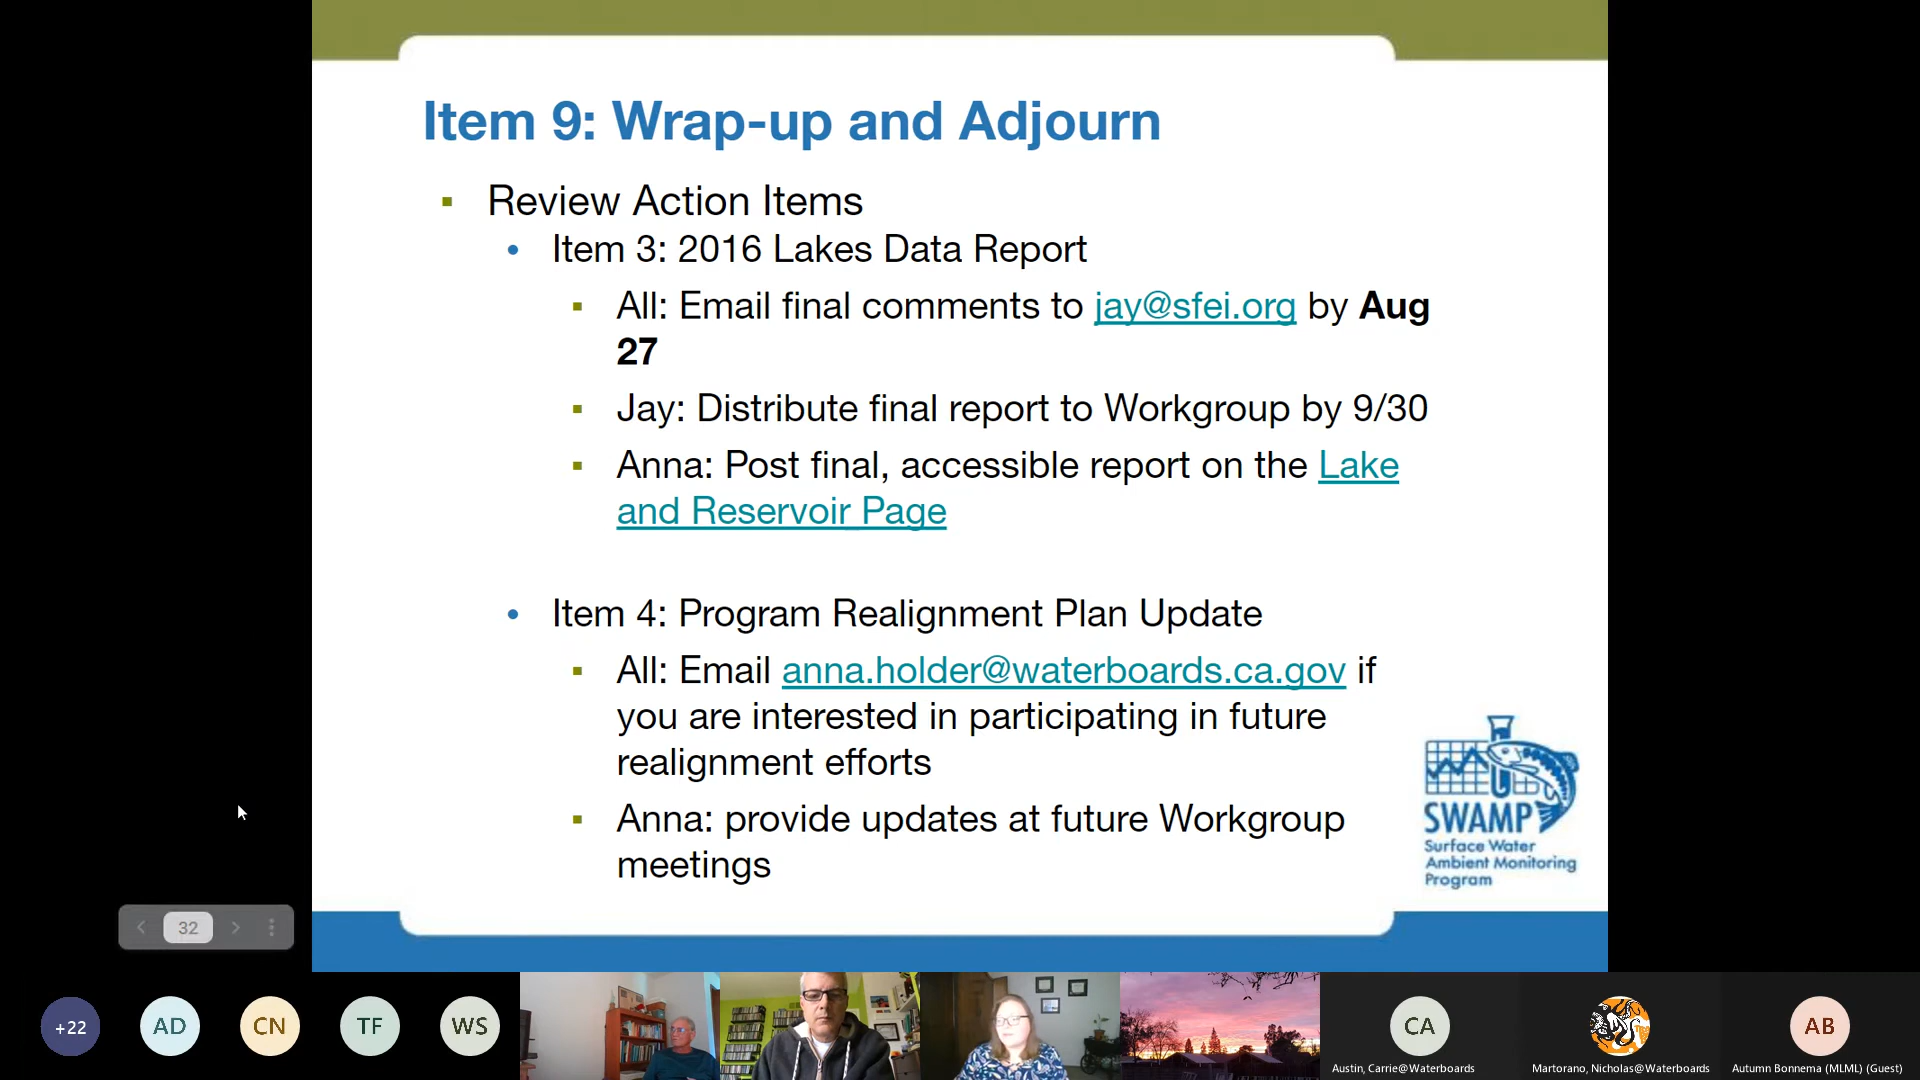 Item 9: Wrap-up and Adjourn
Review Action Items
Item 3: 2016 Lakes Data Report
All: Email final comments to jay@sfei.org by Aug
27
Jay: Distribute final report to Workgroup by 9/30
Anna: Post final, accessible report on the Lake
and Reservoir Page
Item 4: Program Realignment Plan Update
All: Email anna.holder@waterboards.ca.gov if
you are interested in participating in future
realignment efforts
Anna: provide updates at future Workgroup
meetings
SWAMP
Surface Water
Ambient Monitoring
Program
32
+22
AD
CN
TF
WS
CA
AB
Austin, Carrie@Waterboards
Martorano, Nicholas@Waterboards
Autumn Bonnema (MLML) (Guest)